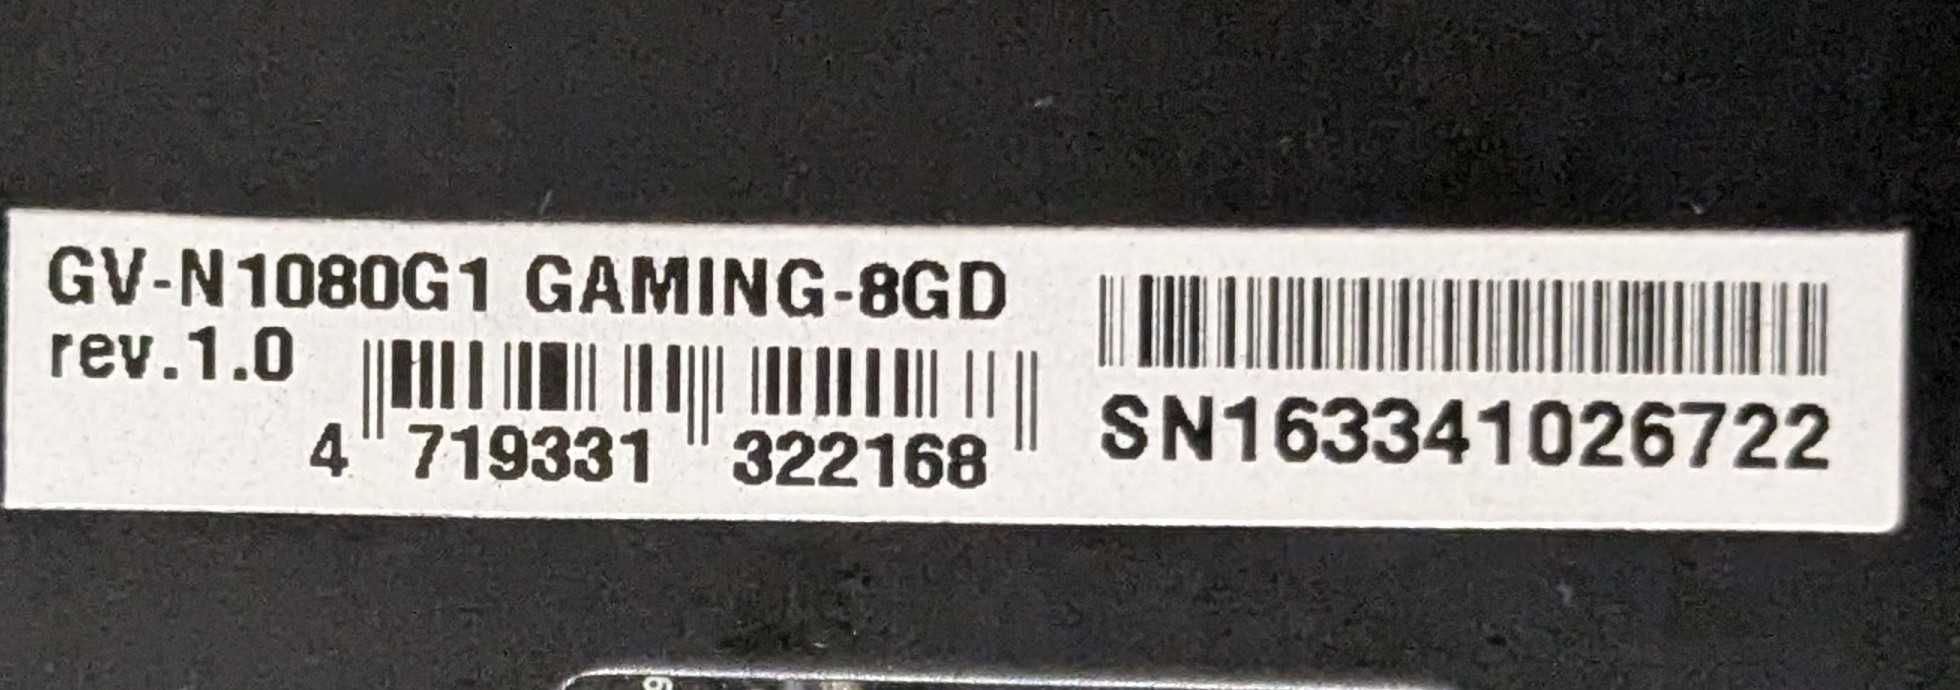 GV-N1080G1 GAMING-8GD
rev.1.0
4 719331 322168
SN163341026722